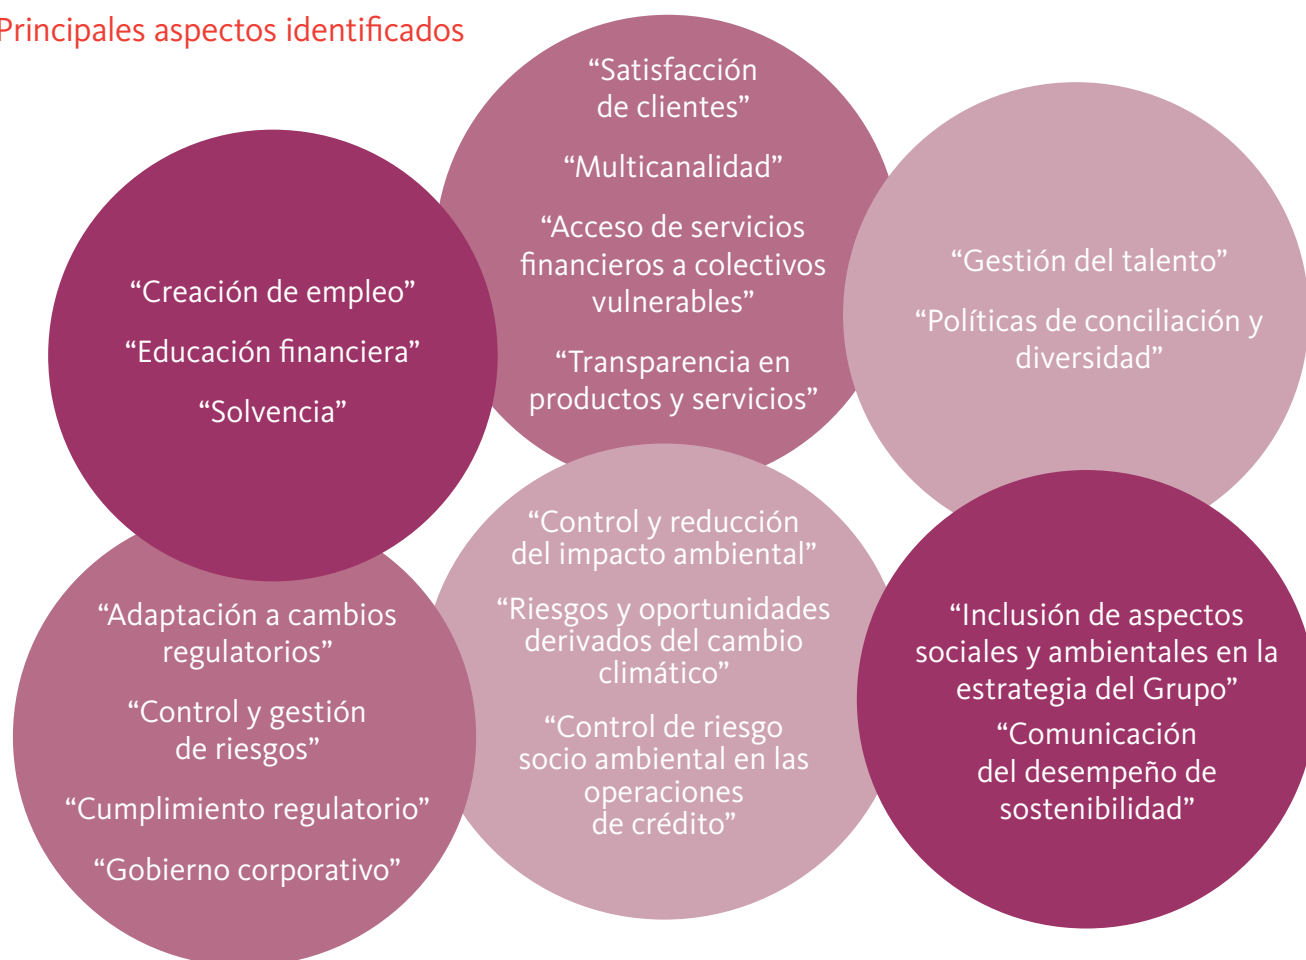 Principales aspectos identificados
“Satisfacción
de clientes”
“Multicanalidad”
“Acceso de servicios
financieros a colectivos
vulnerables”
“Transparencia en
productos y servicios”
“Creación de empleo”
“Educación financiera”
“Solvencia”
“Gestión del talento”
“Políticas de conciliación y
diversidad”
“Adaptación a cambios
regulatorios”
“Control y gestión
de riesgos”
“Cumplimiento regulatorio”
“Gobierno corporativo”
“Control y reducción
del impacto ambiental”
“Riesgos y oportunidades
derivados del cambio
climático”
“Control de riesgo
socio ambiental en las
operaciones
de crédito”
“Inclusión de aspectos
sociales y ambientales en la
estrategia del Grupo”
“Comunicación
del desempeño de
sostenibilidad”